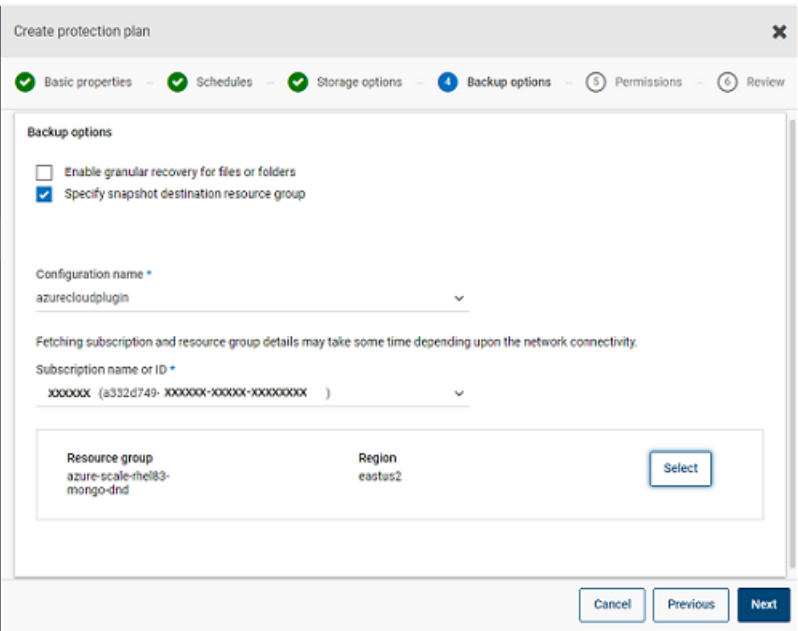 Create protection plan
Basic properties
Schedules
Storage options
4 Backup options
5 Permissions
6 Review
Backup options
Enable granular recovery for files or folders
Specify snapshot destination resource group
Configuration name *
azurecloudplugin
Fetching subscription and resource group details may take some time depending upon the network connectivity.
Subscription name or ID *
XXXXXX (a332d749- XXXXXX-XXXXX-XXXXXXXX )
Resource group
azure-scale-rhel83-
mongo-dnd
Region
eastus2
Select
Cancel
Previous
Next